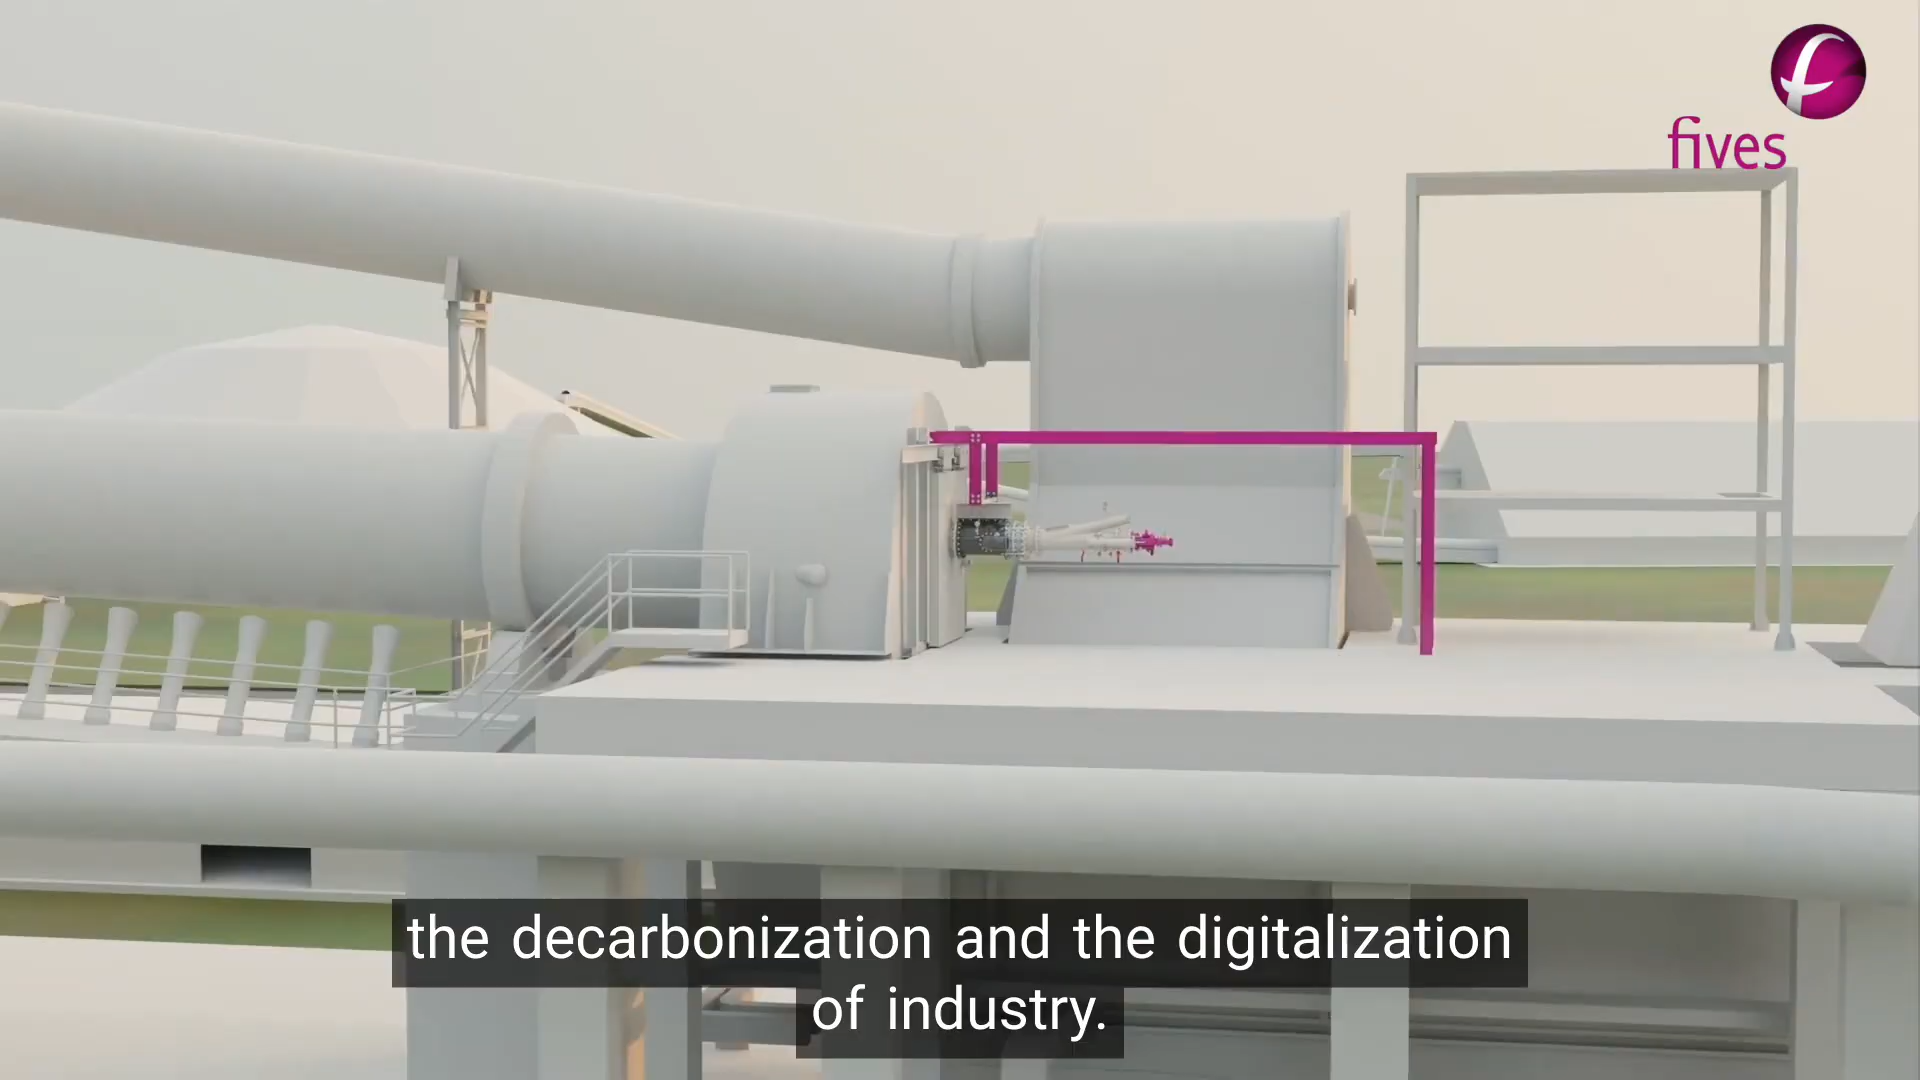 fives
the decarbonization and the digitalization
of industry.